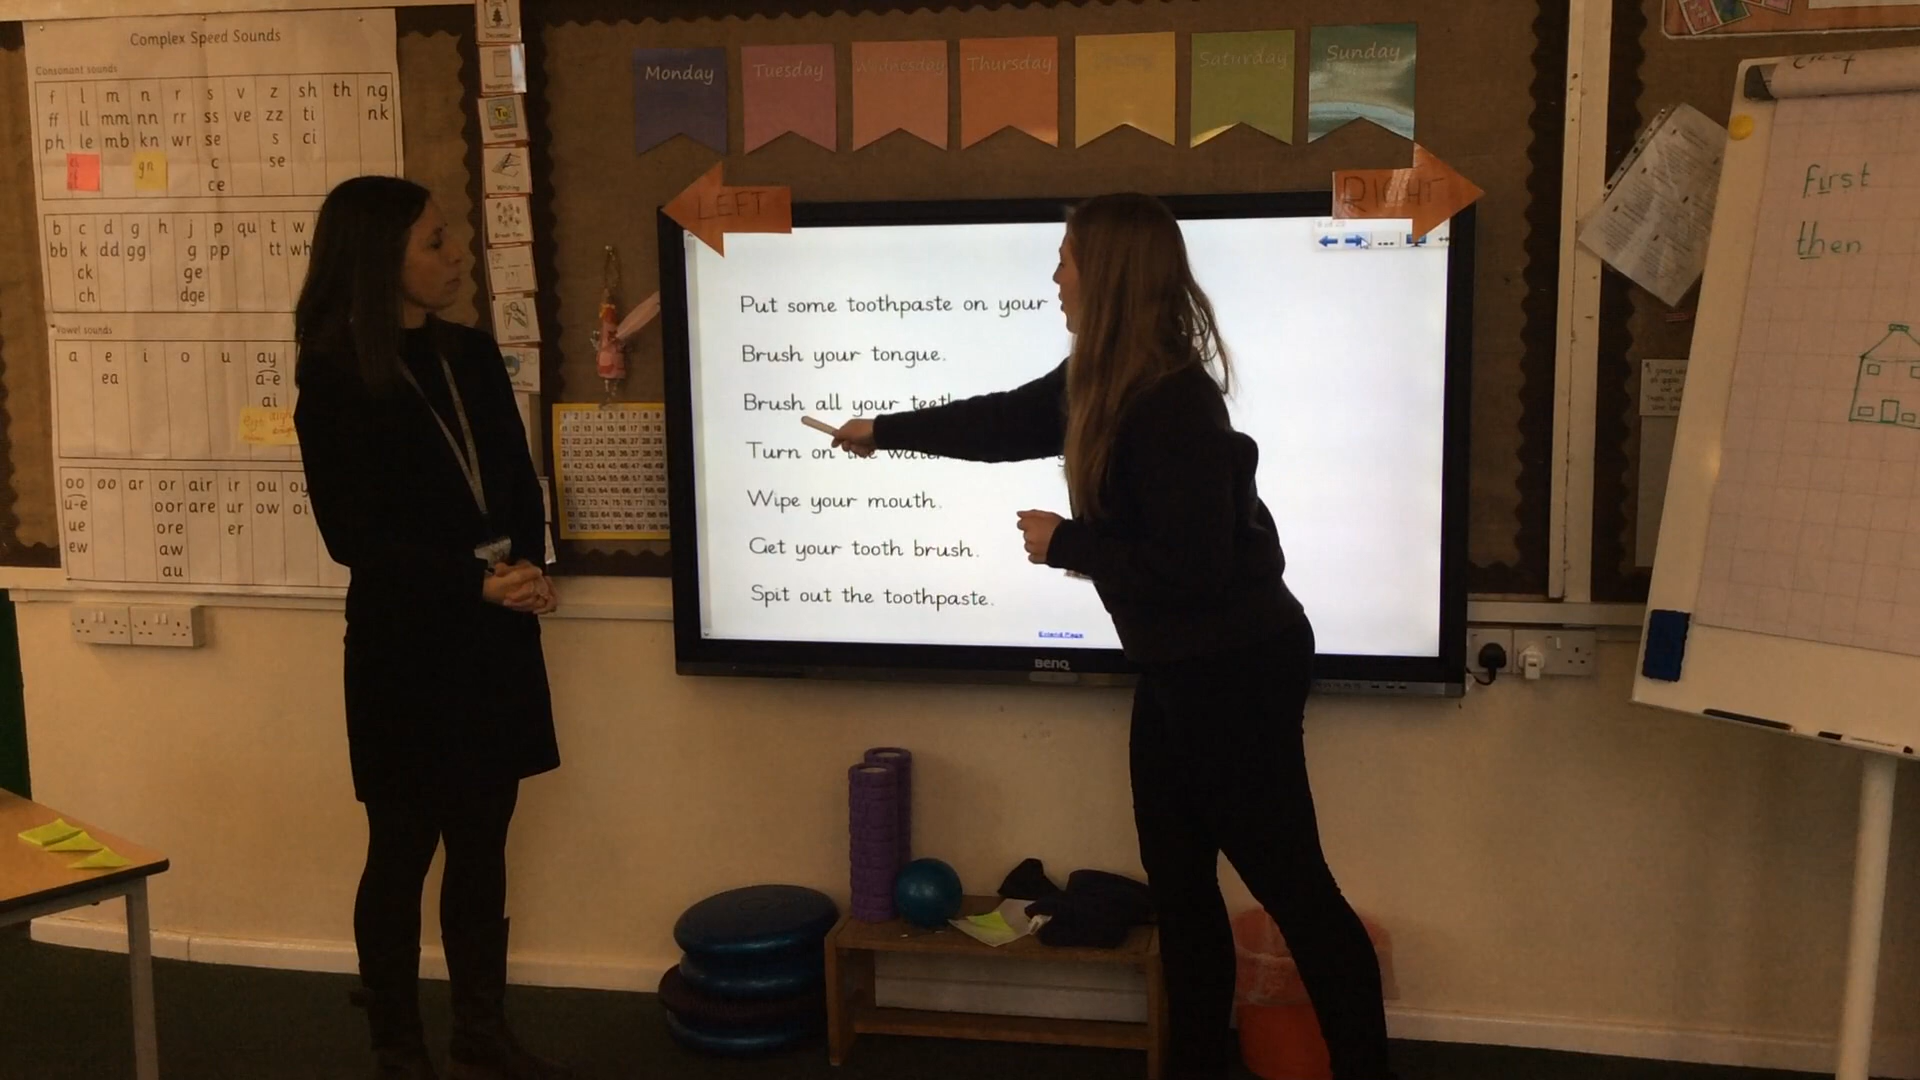 Complex Speed Sounds
Consonant sounds
f l m n r s v z sh th ng
ff ll mm nn rr ss ve zz ti nk
ph le mb kn wr se s ci
c se
ce
gn
b c d g h j p qu t w
bb k dd gg g pp tt wh
ck ge
ch dge
Vowel sounds
a e i o u ay
ea a-e
ai
oo oo ar or air ir ou oy
u-e oor are ur ow oi
ue ore er
ew aw
au
Monday
Tuesday
Wednesday
Thursday
Saturday
Sunday
LEFT
RIGHT
Put some toothpaste on your
Brush your tongue.
Brush all your teeth
Turn on the water
Wipe your mouth.
Get your tooth brush.
Spit out the toothpaste.
Extend Page
BenQ
First
then